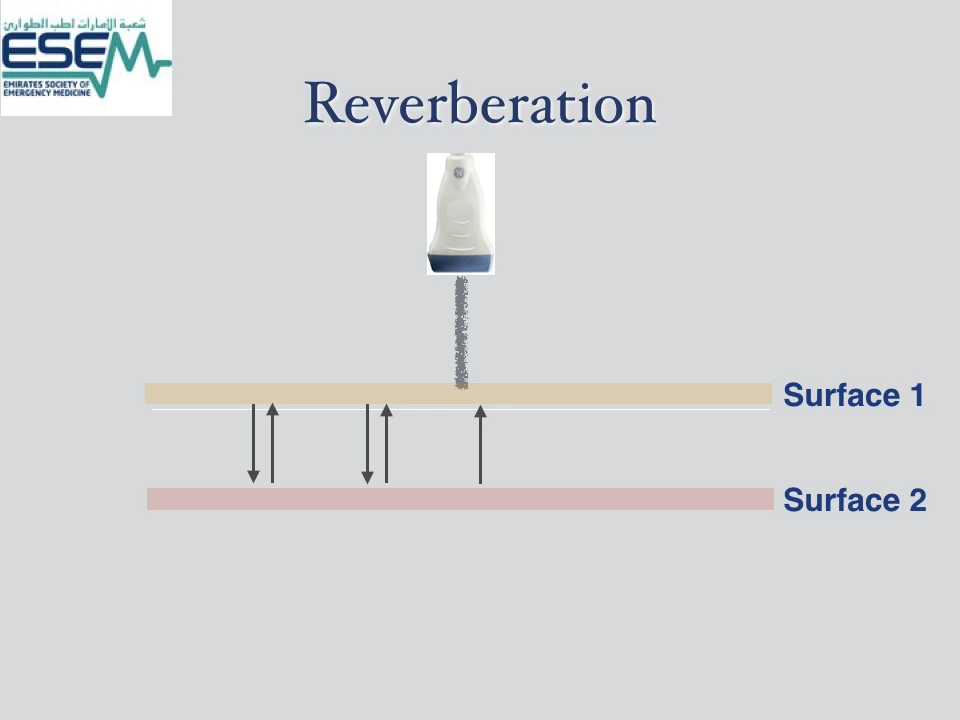 شعبة الإمارات لطب الطوارئ
ESEM
EMIRATES SOCIETY OF
EMERGENCY MEDICINE
Reverberation
Surface 1
Surface 2